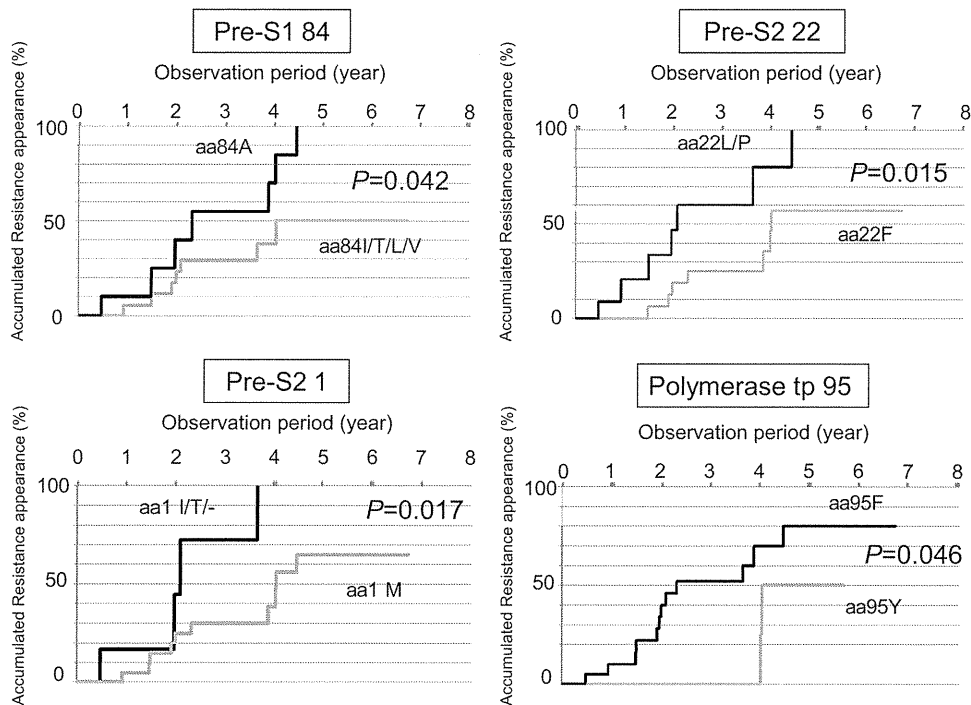 Pre-S1 84
Observation period (year)
0 1 2 3 4 5 6 7 8
Accumulated Resistance appearance (%)
100
50
0
aa84A
P=0.042
aa84I/T/L/V
Pre-S2 22
Observation period (year)
0 1 2 3 4 5 6 7 8
Accumulated Resistance appearance (%)
100
50
0
aa22L/P
P=0.015
aa22F
Pre-S2 1
Observation period (year)
0 1 2 3 4 5 6 7 8
Accumulated Resistance appearance (%)
100
50
0
aa1 I/T/-
P=0.017
aa1 M
Polymerase tp 95
Observation period (year)
0 1 2 3 4 5 6 7 8
Accumulated Resistance appearance (%)
100
50
0
aa95F
P=0.046
aa95Y